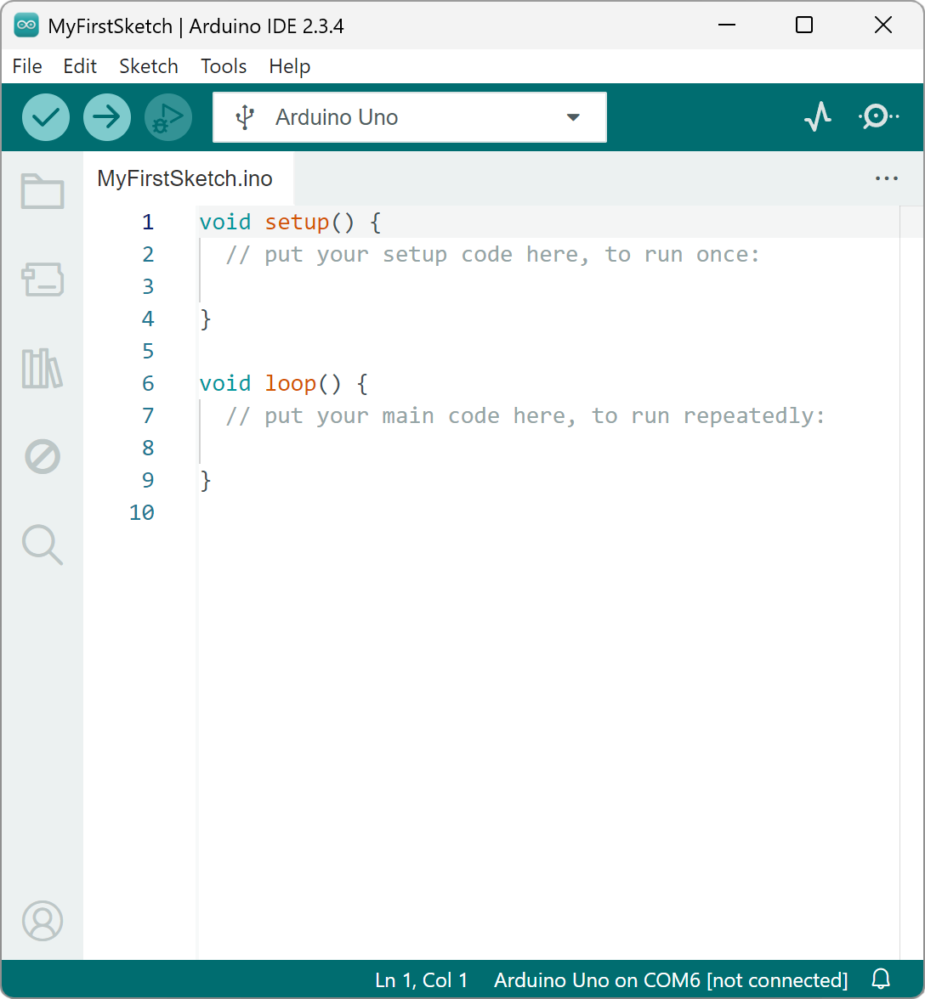 MyFirstSketch | Arduino IDE 2.3.4
File Edit Sketch Tools Help
Arduino Uno
MyFirstSketch.ino
1 void setup() {
2   // put your setup code here, to run once:
3
4 }
5
6 void loop() {
7   // put your main code here, to run repeatedly:
8
9 }
10
Ln 1, Col 1 Arduino Uno on COM6 [not connected]